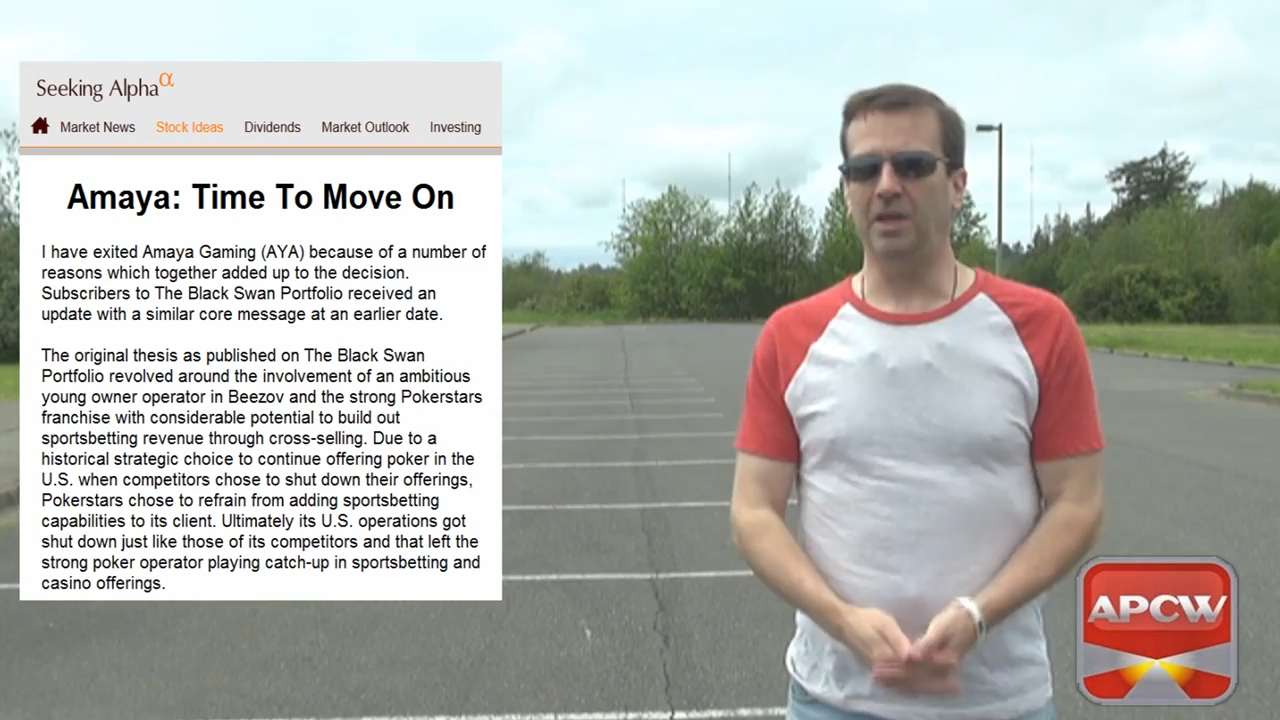 Seeking Alphaα
Market News Stock Ideas Dividends Market Outlook Investing
Amaya: Time To Move On
I have exited Amaya Gaming (AYA) because of a number of
reasons which together added up to the decision.
Subscribers to The Black Swan Portfolio received an
update with a similar core message at an earlier date.
The original thesis as published on The Black Swan
Portfolio revolved around the involvement of an ambitious
young owner operator in Beezov and the strong Pokerstars
franchise with considerable potential to build out
sportsbetting revenue through cross-selling. Due to a
historical strategic choice to continue offering poker in the
U.S. when competitors chose to shut down their offerings,
Pokerstars chose to refrain from adding sportsbetting
capabilities to its client. Ultimately its U.S. operations got
shut down just like those of its competitors and that left the
strong poker operator playing catch-up in sportsbetting and
casino offerings.
APCW